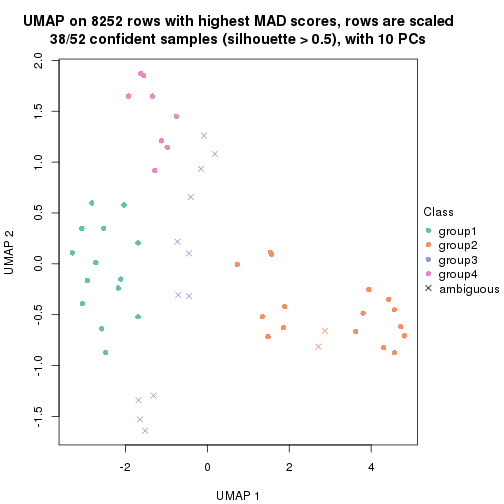 UMAP on 8252 rows with highest MAD scores, rows are scaled
38/52 confident samples (silhouette > 0.5), with 10 PCs
2.0
1.5
1.0
0.5
0.0
-0.5
-1.0
-1.5
UMAP 2
-2
0
2
4
UMAP 1
Class
group1
group2
group3
group4
ambiguous